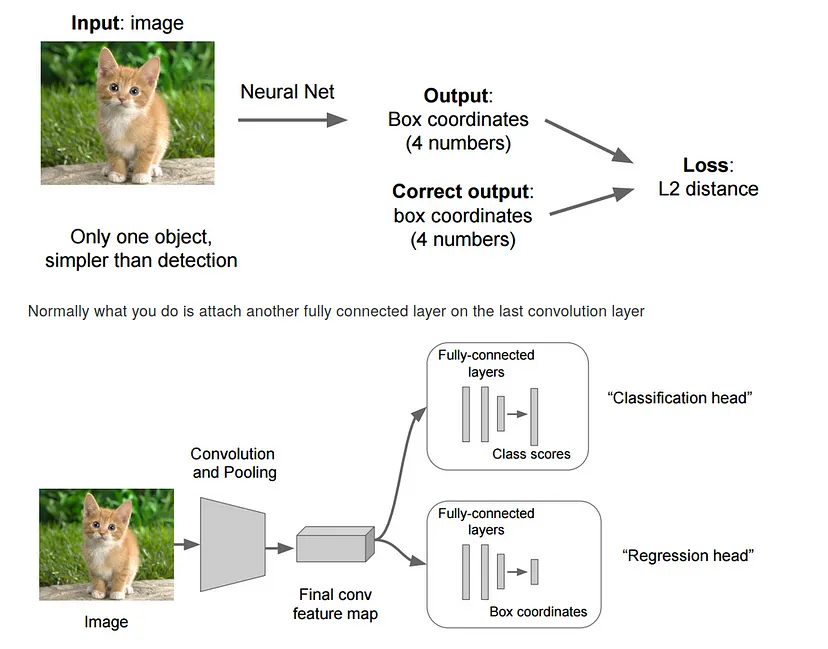 Input: image
Neural Net
Output:
Box coordinates
(4 numbers)
Correct output:
box coordinates
(4 numbers)
Loss:
L2 distance
Only one object,
simpler than detection
Normally what you do is attach another fully connected layer on the last convolution layer
Fully-connected
layers
Class scores
“Classification head”
Convolution
and Pooling
Image
Final conv
feature map
Fully-connected
layers
Box coordinates
“Regression head”